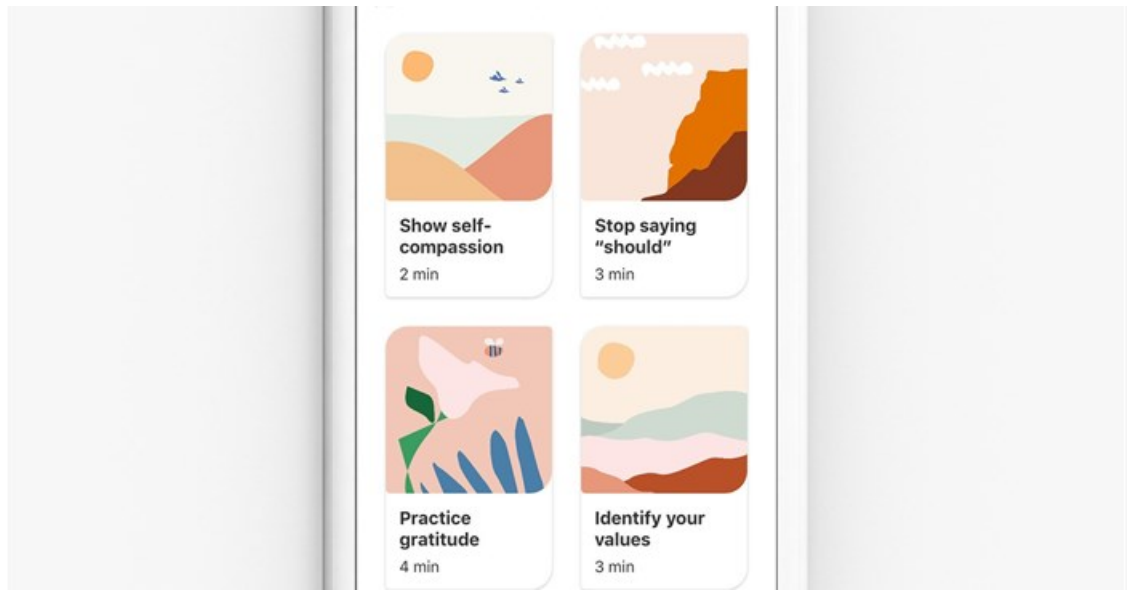 Show self-
compassion
2 min
Stop saying
“should”
3 min
Practice
gratitude
4 min
Identify your
values
3 min